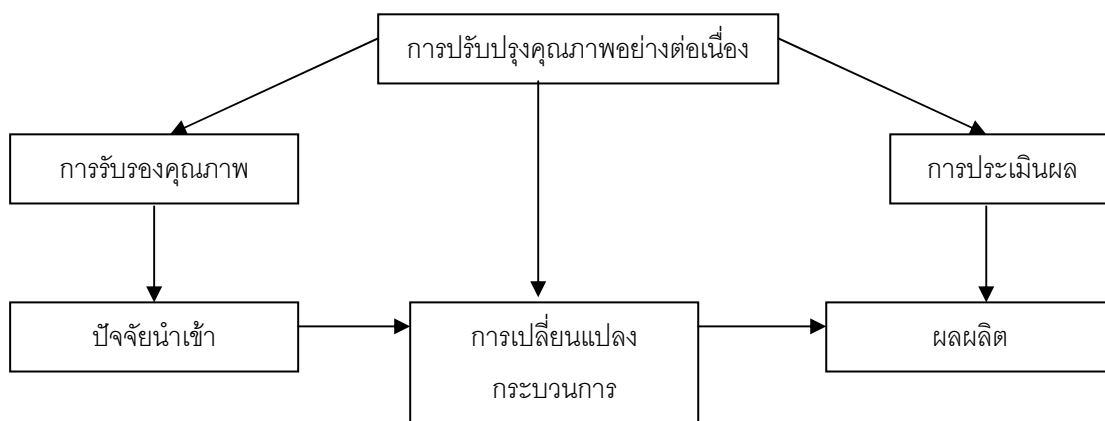 การปรับปรุงคุณภาพอย่างต่อเนื่อง
การรับรองคุณภาพ
การประเมินผล
ปัจจัยนำเข้า
การเปลี่ยนแปลง
กระบวนการ
ผลผลิต